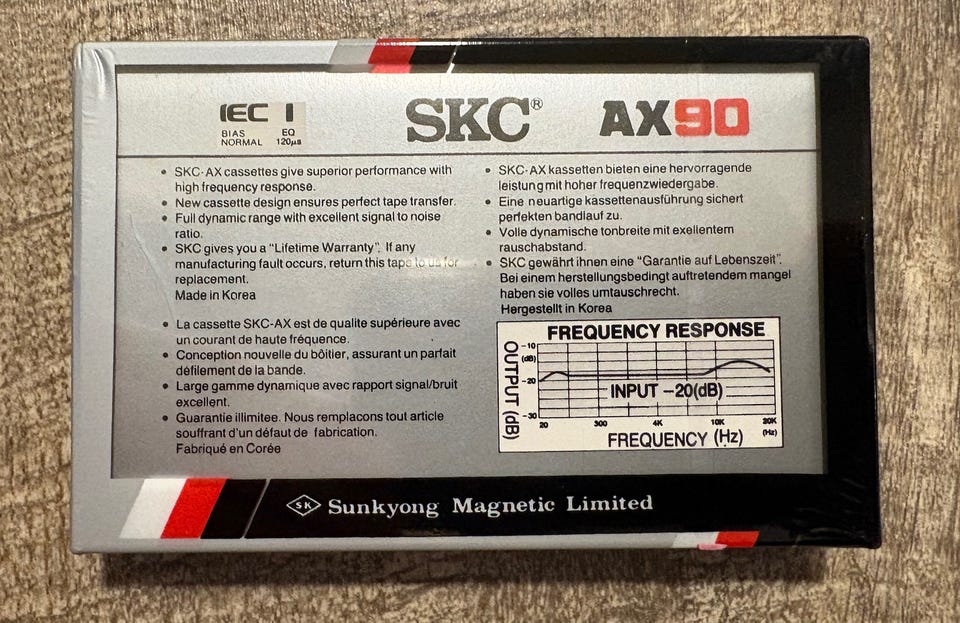 IEC I
BIAS NORMAL
EQ 120µs
SKC®
AX90
• SKC-AX cassettes give superior performance with
high frequency response.
• New cassette design ensures perfect tape transfer.
• Full dynamic range with excellent signal to noise
ratio.
• SKC gives you a "Lifetime Warranty". If any
manufacturing fault occurs, return this tape to us for
replacement.
Made in Korea
• La cassette SKC-AX est de qualite supérieure avec
un courant de haute fréquence.
• Conception nouvelle du bôitier, assurant un parfait
défilement de la bande.
• Large gamme dynamique avec rapport signal/bruit
excellent.
• Guarantie illimitee. Nous remplacons tout article
souffrant d'un défaut de fabrication.
Fabriqué en Corée
• SKC-AX kassetten bieten eine hervorragende
leistung mit hoher frequenzwiedergabe.
• Eine neuartige kassettenausführung sichert
perfekten bandlauf zu.
• Volle dynamische tonbreite mit exellentem
rauschabstand.
• SKC gewährt ihnen eine "Garantie auf Lebenszeit".
Bei einem herstellungsbedingt auftretendem mangel
haben sie volles umtauschrecht.
Hergestellt in Korea
FREQUENCY RESPONSE
OUTPUT (dB)
-10
(dB)
-20
-30
INPUT -20(dB)
20 300 4K 10K 20K
(Hz)
FREQUENCY (Hz)
SK Sunkyong Magnetic Limited